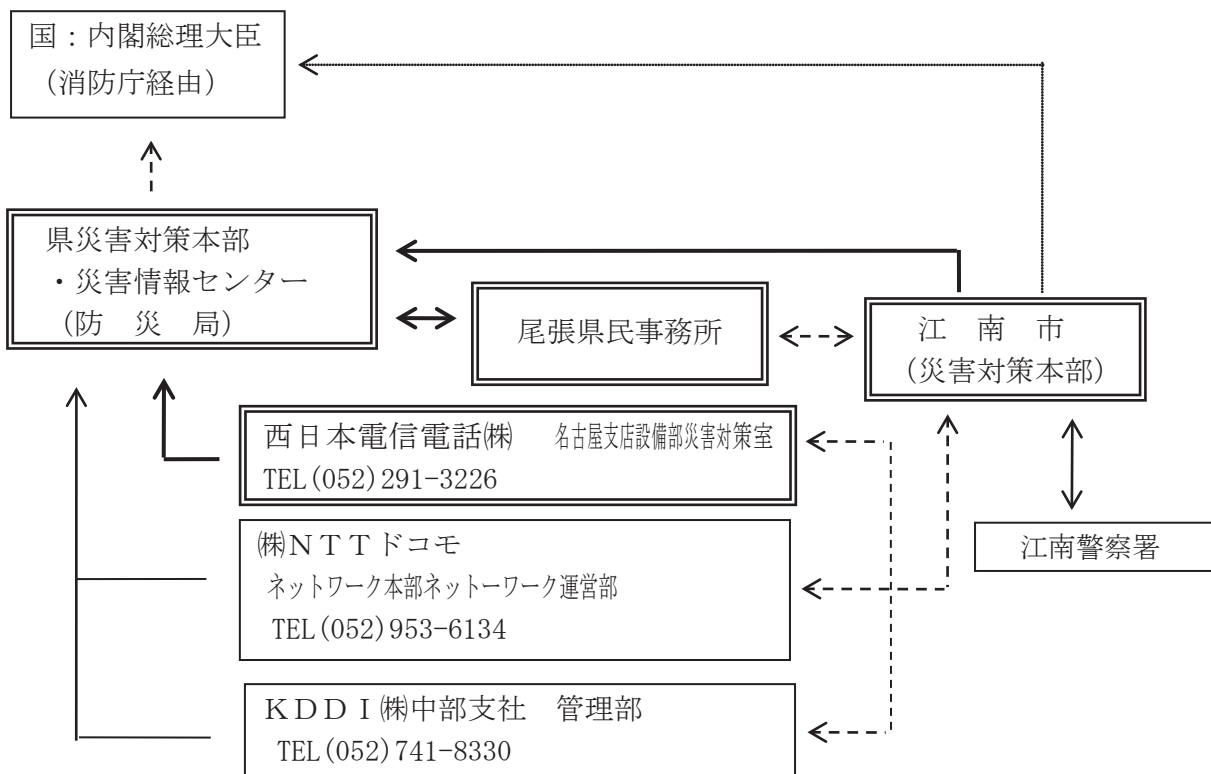 国：内閣総理大臣
（消防庁経由）
県災害対策本部
・災害情報センター
（防　災　局）
尾張県民事務所
江　南　市
（災害対策本部）
西日本電信電話㈱　名古屋支店設備部災害対策室
TEL(052)291-3226
㈱ＮＴＴドコモ
ネットワーク本部ネットーワーク運営部
TEL(052)953-6134
江南警察署
ＫＤＤＩ㈱中部支社　管理部
TEL(052)741-8330